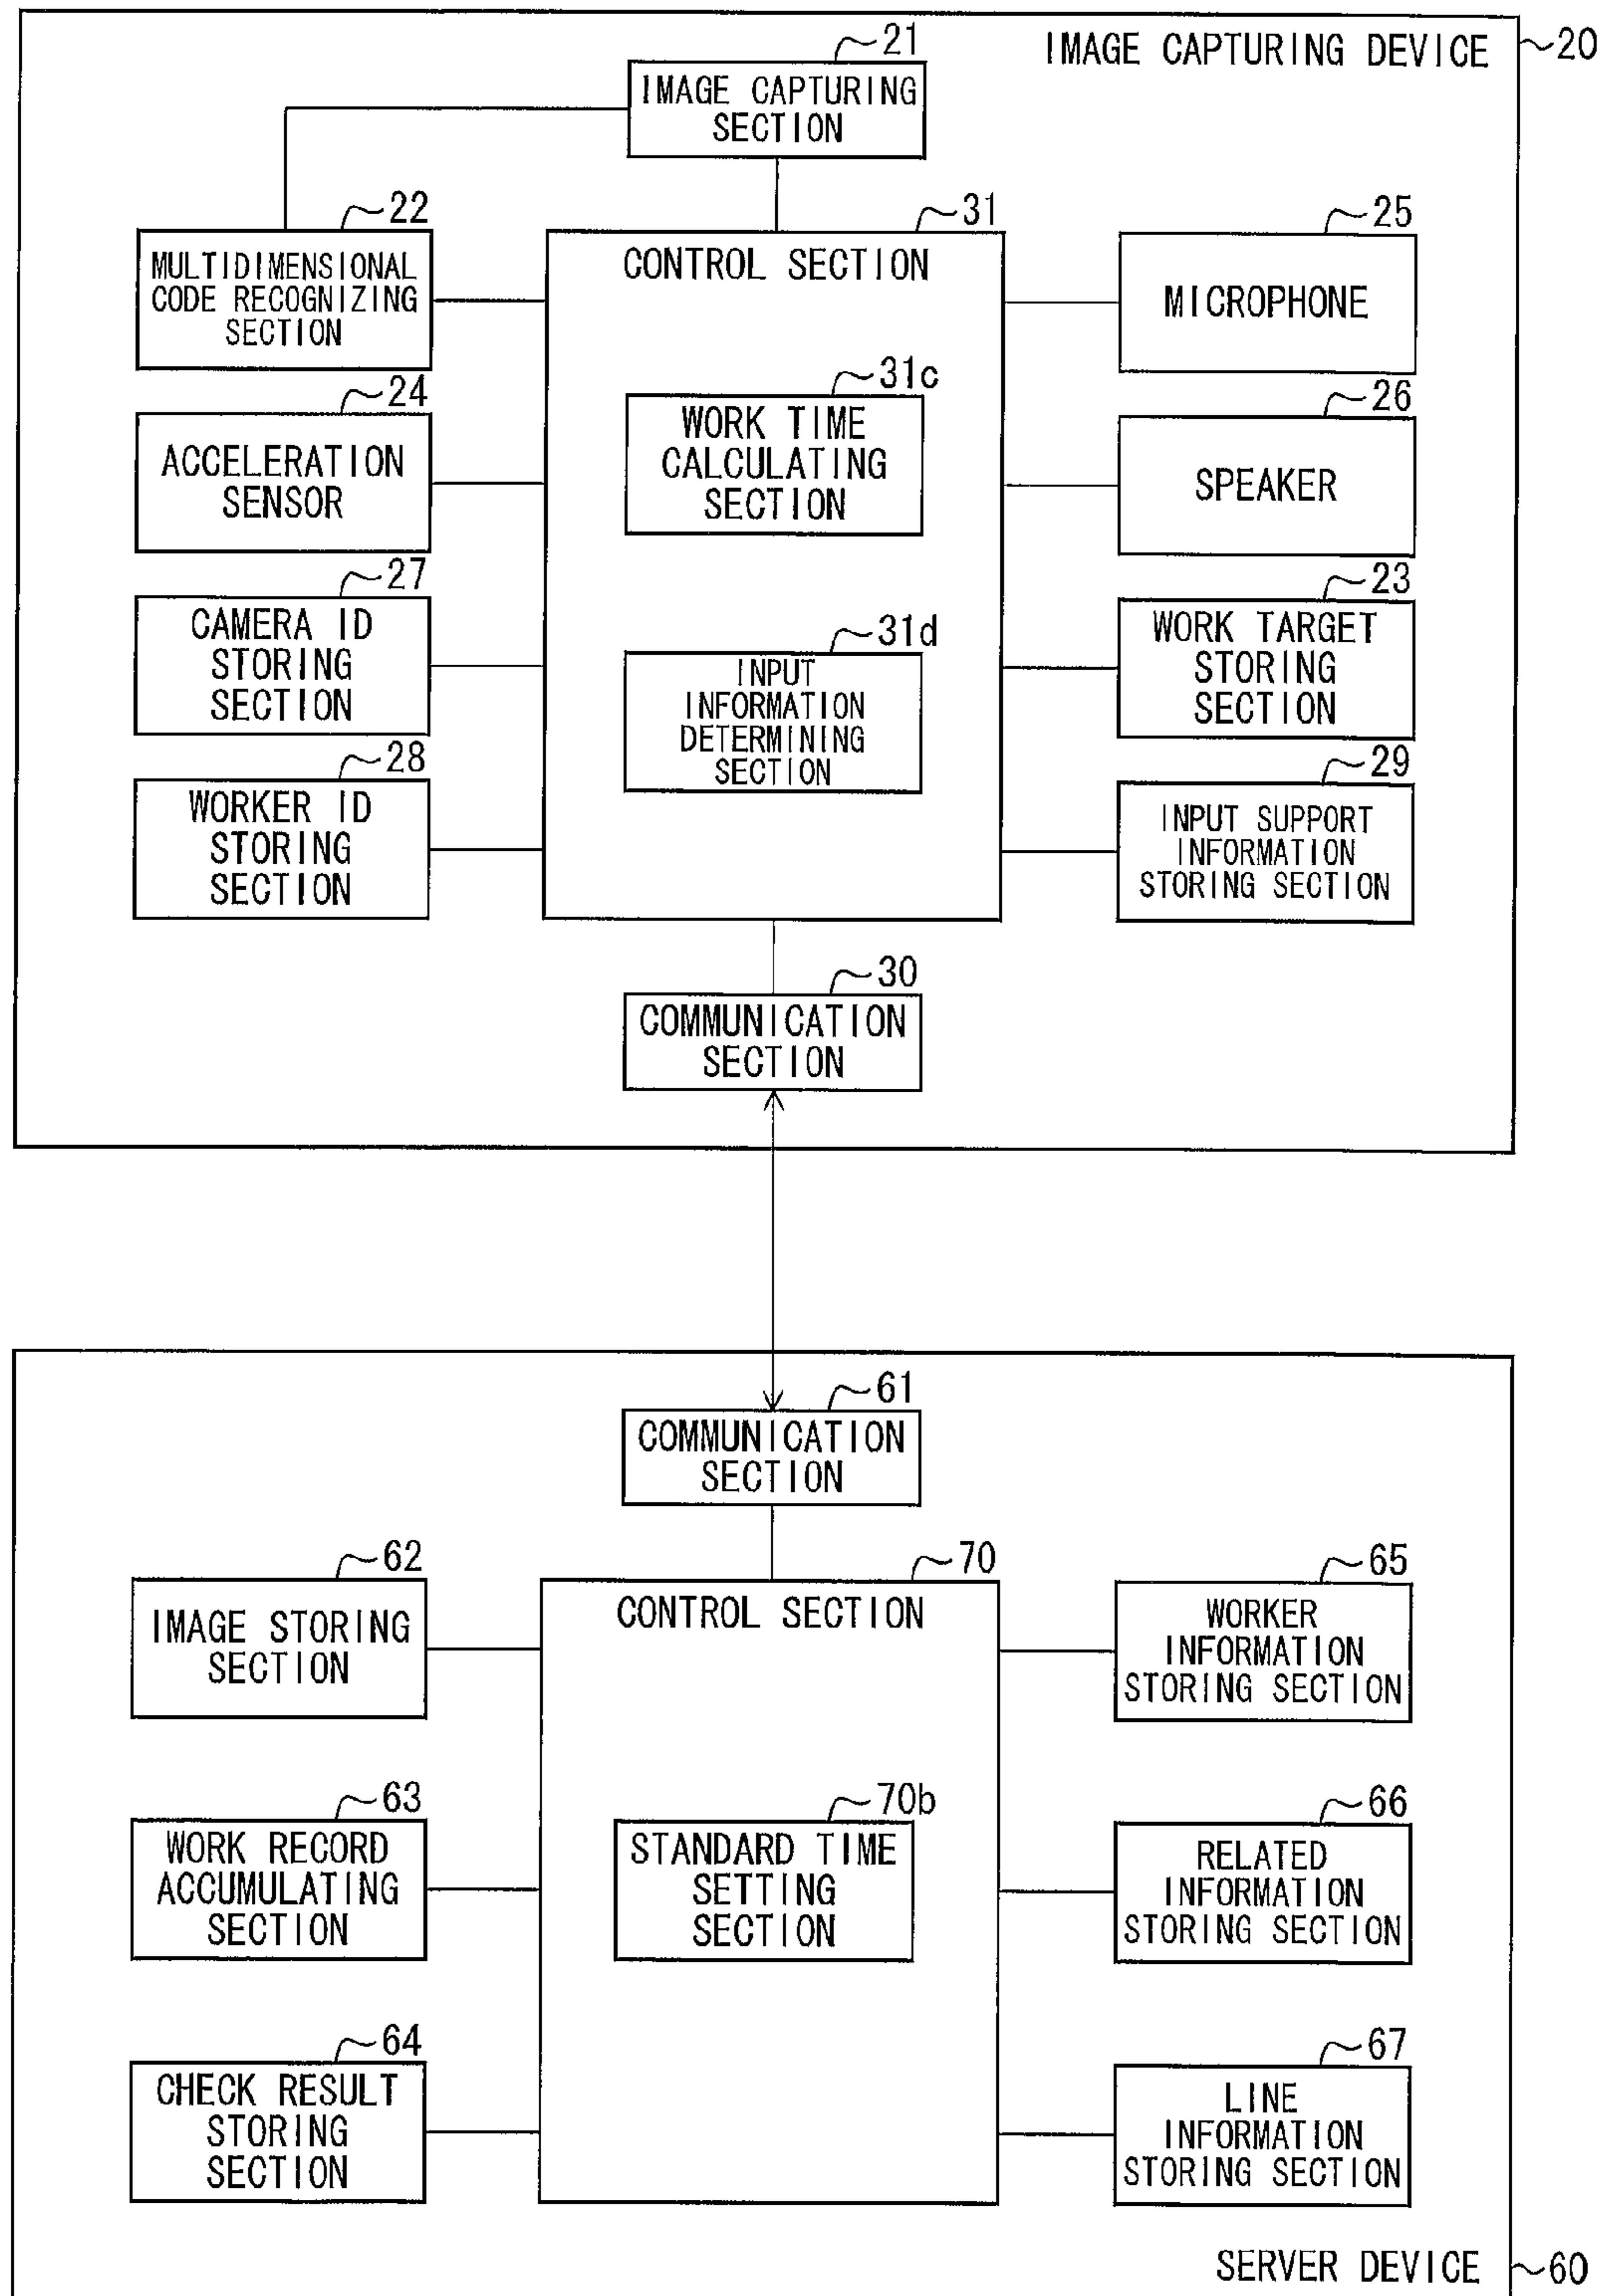 IMAGE CAPTURING DEVICE
20
21
IMAGE CAPTURING
SECTION
22
MULTIDIMENSIONAL
CODE RECOGNIZING
SECTION
31
CONTROL SECTION
25
MICROPHONE
24
ACCELERATION
SENSOR
31c
WORK TIME
CALCULATING
SECTION
26
SPEAKER
27
CAMERA ID
STORING
SECTION
31d
INPUT
INFORMATION
DETERMINING
SECTION
23
WORK TARGET
STORING
SECTION
28
WORKER ID
STORING
SECTION
29
INPUT SUPPORT
INFORMATION
STORING SECTION
30
COMMUNICATION
SECTION
61
COMMUNICATION
SECTION
62
IMAGE STORING
SECTION
70
CONTROL SECTION
65
WORKER
INFORMATION
STORING SECTION
63
WORK RECORD
ACCUMULATING
SECTION
70b
STANDARD TIME
SETTING
SECTION
66
RELATED
INFORMATION
STORING SECTION
64
CHECK RESULT
STORING
SECTION
67
LINE
INFORMATION
STORING SECTION
SERVER DEVICE
60